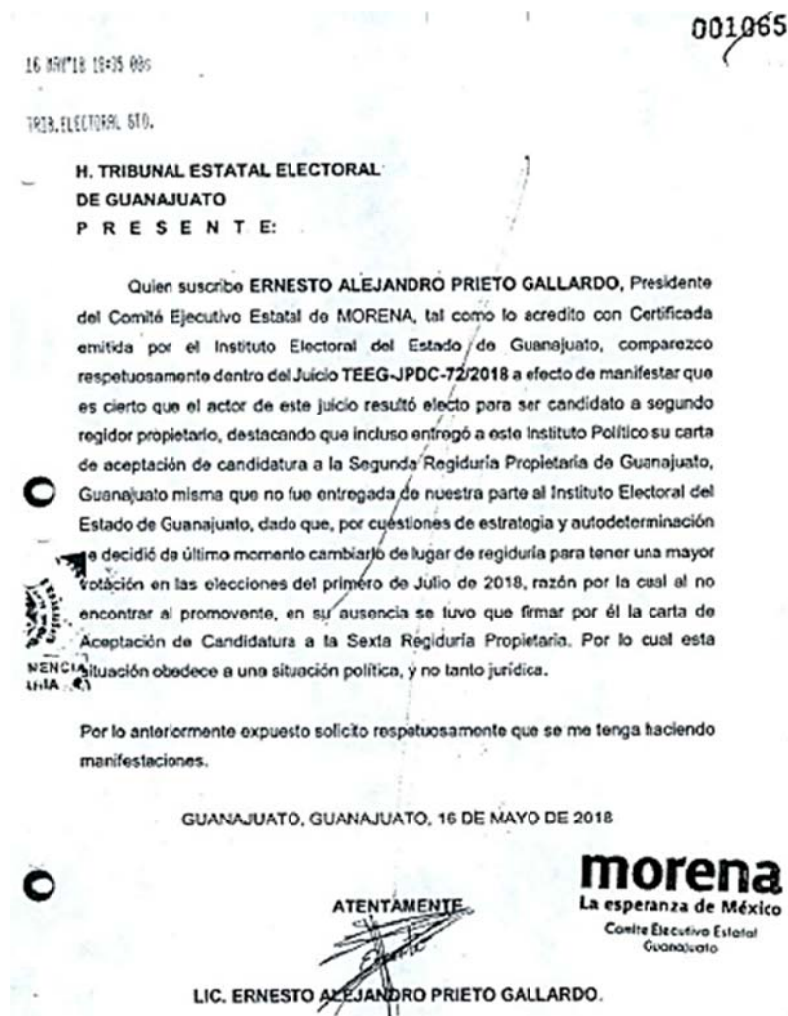 001065
16 MAY'18 18:35 00s
TRIB.ELECTORAL GTO.
H. TRIBUNAL ESTATAL ELECTORAL
DE GUANAJUATO
P R E S E N T E:
Quien suscribe ERNESTO ALEJANDRO PRIETO GALLARDO, Presidente
del Comité Ejecutivo Estatal de MORENA, tal como lo acredito con Certificada
emitida por el Instituto Electoral del Estado de Guanajuato, comparezco
respetuosamente dentro del Juicio TEEG-JPDC-72/2018 a efecto de manifestar que
es cierto que el actor de este juicio resultó electo para ser candidato a segundo
regidor propietario, destacando que incluso entregó a este Instituto Político su carta
de aceptación de candidatura a la Segunda Regiduría Propietaria de Guanajuato,
Guanajuato misma que no fue entregada de nuestra parte al Instituto Electoral del
Estado de Guanajuato, dado que, por cuestiones de estrategia y autodeterminación
se decidió de último momento cambiarlo de lugar de regiduría para tener una mayor
votación en las elecciones del primero de Julio de 2018, razón por la cual al no
encontrar al promovente, en su ausencia se tuvo que firmar por él la carta de
Aceptación de Candidatura a la Sexta Regiduría Propietaria. Por lo cual esta
situación obedece a una situación política, y no tanto jurídica.
Por lo anteriormente expuesto solicito respetuosamente que se me tenga haciendo
manifestaciones.
GUANAJUATO, GUANAJUATO, 16 DE MAYO DE 2018
morena
La esperanza de México
Comite Ejecutivo Estatal
Guanajuato
ATENTAMENTE
LIC. ERNESTO ALEJANDRO PRIETO GALLARDO.